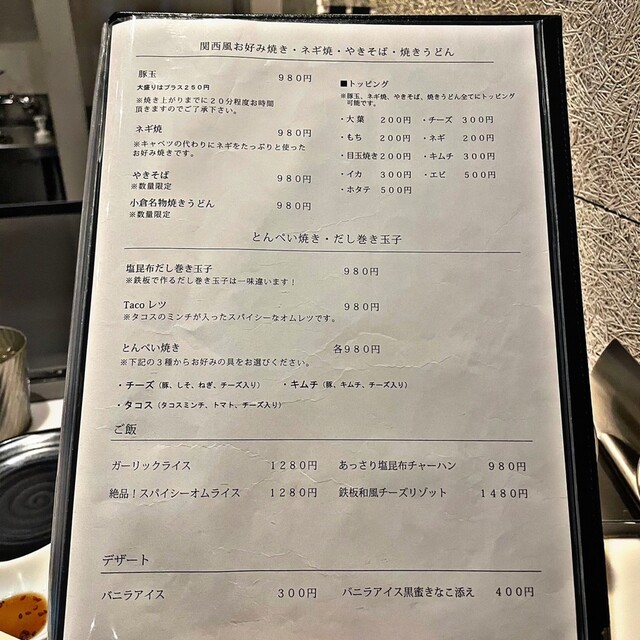 関西風お好み焼き・ネギ焼・やきそば・焼きうどん
豚玉 980円
大盛りはプラス250円
※焼き上がりまでに20分程度お時間
頂きますのでご了承下さい。
ネギ焼 980円
※キャベツの代わりにネギをたっぷりと使った
お好み焼きです。
やきそば 980円
※数量限定
小倉名物焼きうどん 980円
※数量限定
■トッピング
※豚玉、ネギ焼、やきそば、焼きうどん全てにトッピング
可能です。
・大葉 200円 ・チーズ 300円
・もち 200円 ・ネギ 200円
・目玉焼き200円 ・キムチ 300円
・イカ 300円 ・エビ 500円
・ホタテ 500円
とんぺい焼き・だし巻き玉子
塩昆布だし巻き玉子 980円
※鉄板で作るだし巻き玉子は一味違います！
Taco レツ 980円
※タコスのミンチが入ったスパイシーなオムレツです。
とんぺい焼き 各980円
※下記の３種からお好みの具をお選びください。
・チーズ（豚、しそ、ねぎ、チーズ入り） ・キムチ（豚、キムチ、チーズ入り）
・タコス（タコスミンチ、トマト、チーズ入り）
ご飯
ガーリックライス 1280円 あっさり塩昆布チャーハン 980円
絶品！スパイシーオムライス 1280円 鉄板和風チーズリゾット 1480円
デザート
バニラアイス 300円 バニラアイス黒蜜きなこ添え 400円